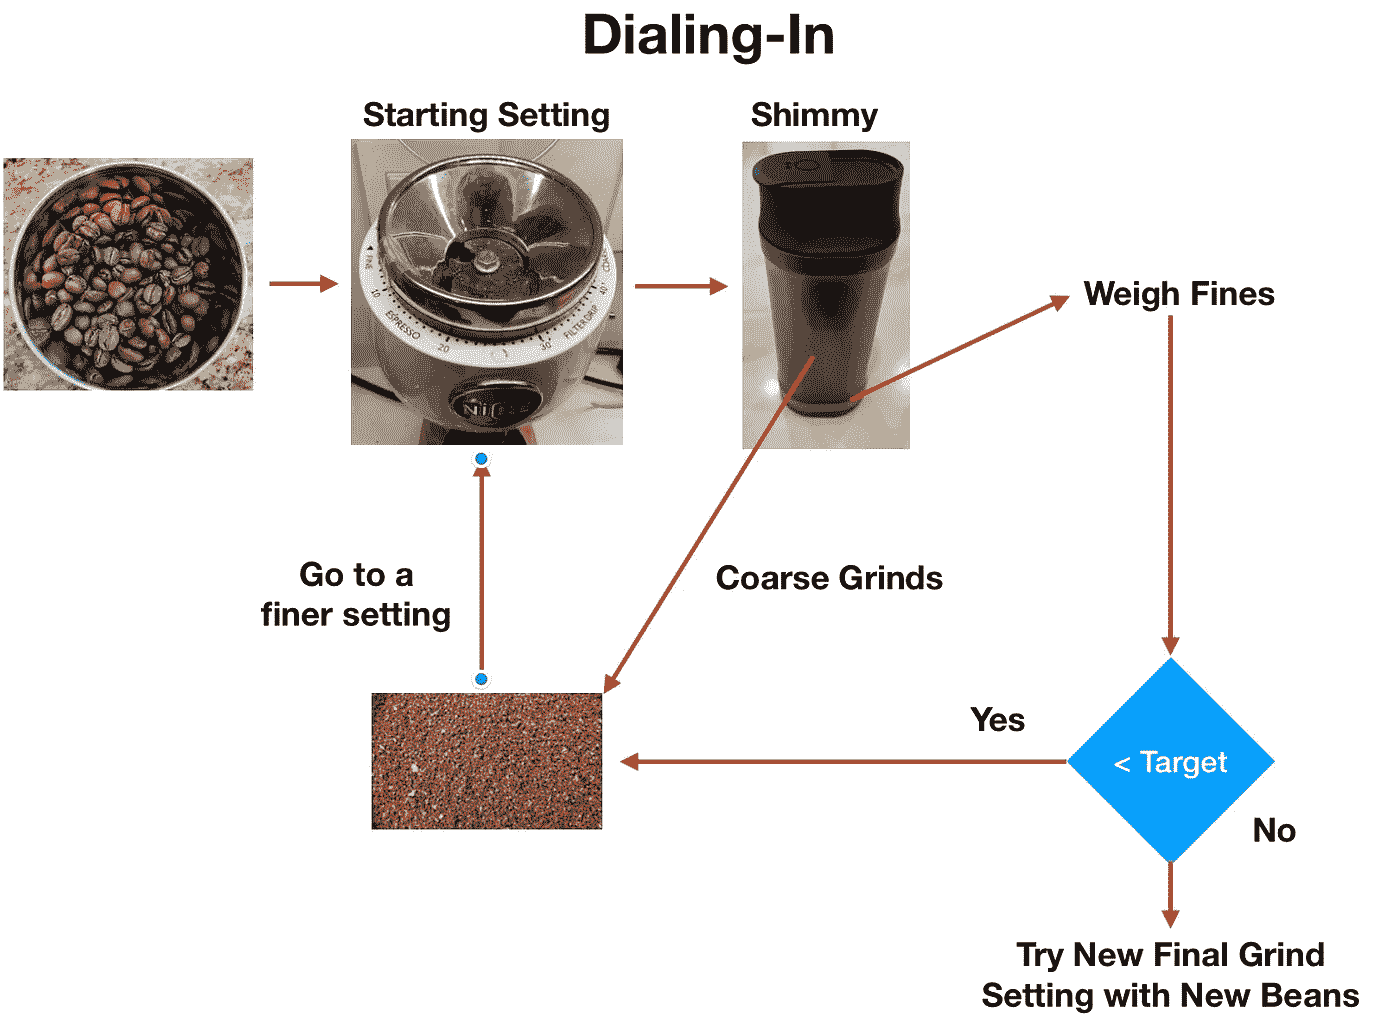 Dialing-In
Starting Setting
Shimmy
FINE
10
ESPRESSO
20
30
FILTER DRIP
40
Weigh Fines
Go to a
finer setting
Coarse Grinds
Yes
< Target
No
Try New Final Grind
Setting with New Beans